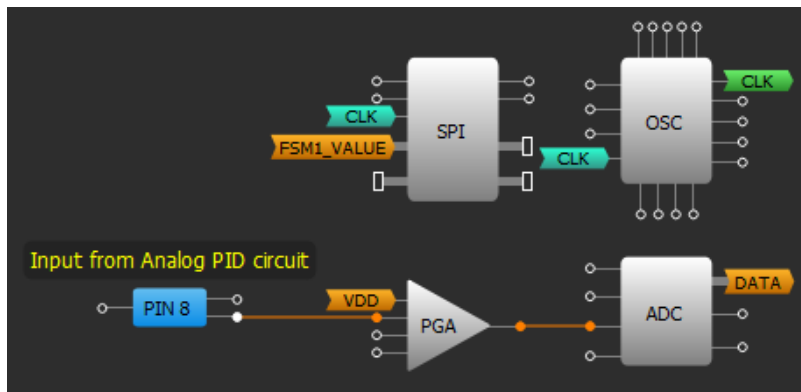 CLK
CLK
SPI
OSC
FSM1_VALUE
CLK
Input from Analog PID circuit
DATA
VDD
PIN 8
PGA
ADC